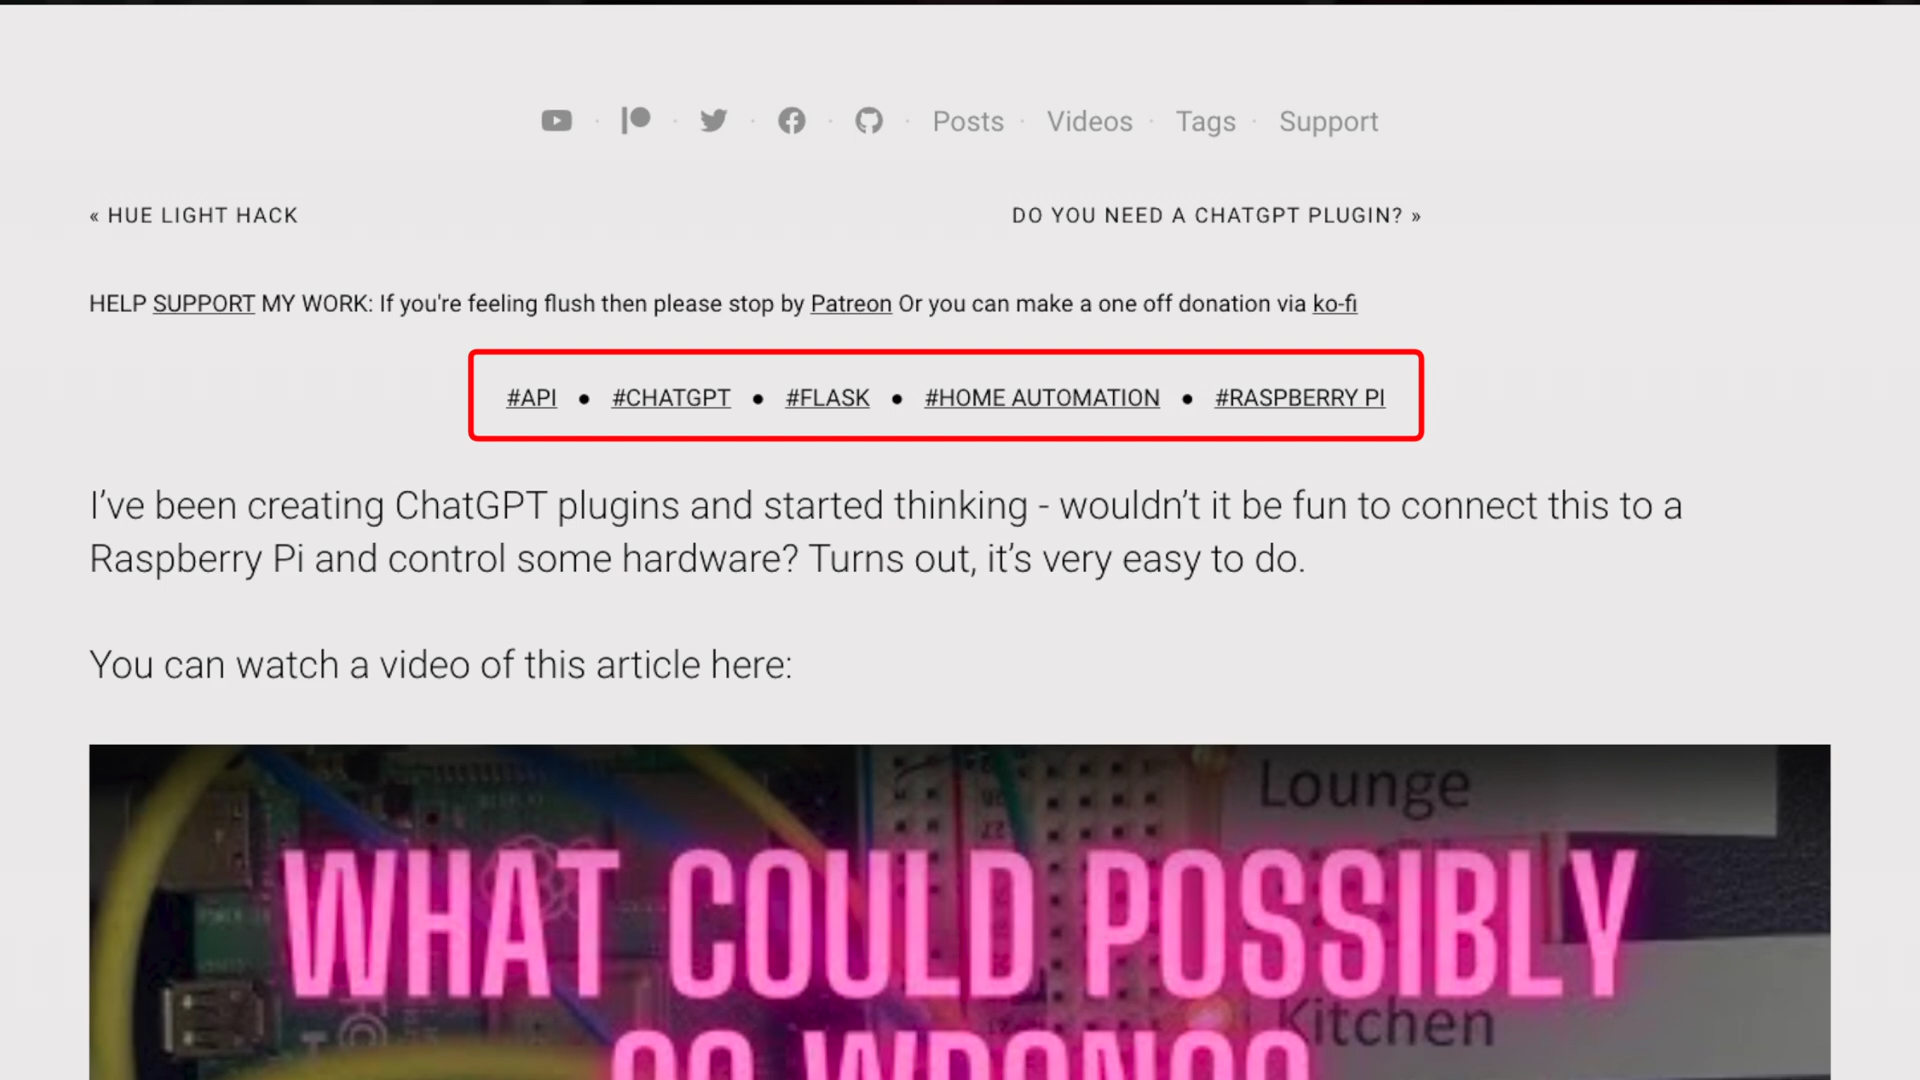 Posts · Videos · Tags · Support
« HUE LIGHT HACK
DO YOU NEED A CHATGPT PLUGIN? »
HELP SUPPORT MY WORK: If you're feeling flush then please stop by Patreon Or you can make a one off donation via ko-fi
#API ● #CHATGPT ● #FLASK ● #HOME AUTOMATION ● #RASPBERRY PI
I’ve been creating ChatGPT plugins and started thinking - wouldn’t it be fun to connect this to a
Raspberry Pi and control some hardware? Turns out, it’s very easy to do.
You can watch a video of this article here:
Lounge
WHAT COULD POSSIBLY
Kitchen